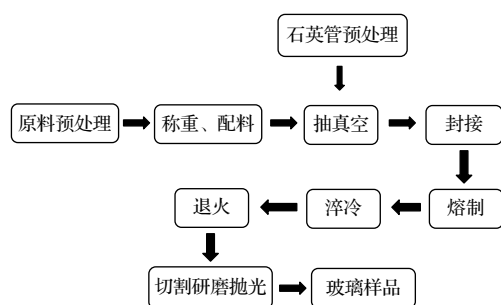 石英管预处理
原料预处理
称重、配料
抽真空
封接
退火
淬冷
熔制
切割研磨抛光
玻璃样品